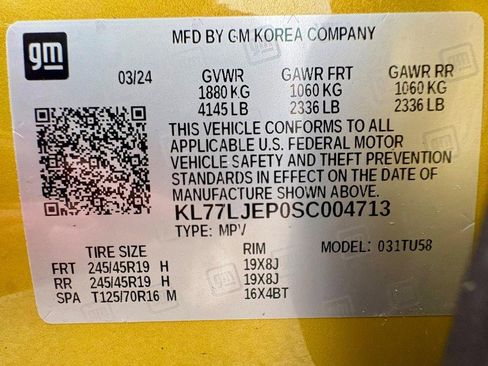 gm
MFD BY GM KOREA COMPANY
03/24 GVWR GAWR FRT GAWR RR
1880 KG 1060 KG 1060 KG
4145 LB 2336 LB 2336 LB
THIS VEHICLE CONFORMS TO ALL
APPLICABLE U.S. FEDERAL MOTOR
VEHICLE SAFETY AND THEFT PREVENTION
STANDARDS IN EFFECT ON THE DATE OF
MANUFACTURE SHOWN ABOVE.
KL77LJEP0SC004713
TYPE: MPV MODEL: 031TU58
TIRE SIZE RIM
FRT 245/45R19 H 19X8J
RR 245/45R19 H 19X8J
SPA T125/70R16 M 16X4BT